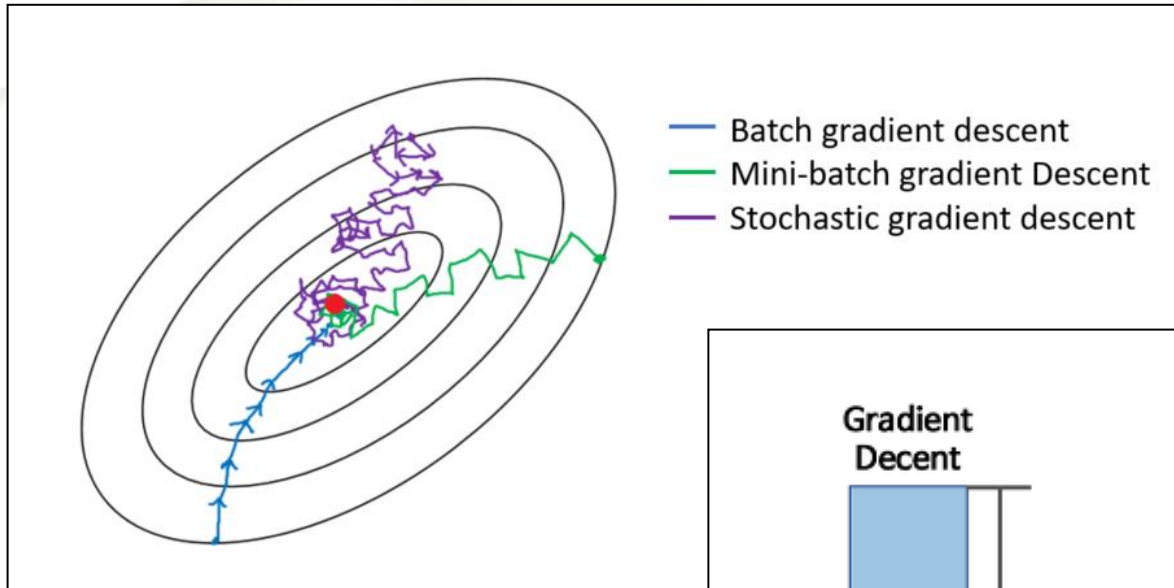 Batch gradient descent
Mini-batch gradient Descent
Stochastic gradient descent
Gradient
Decent